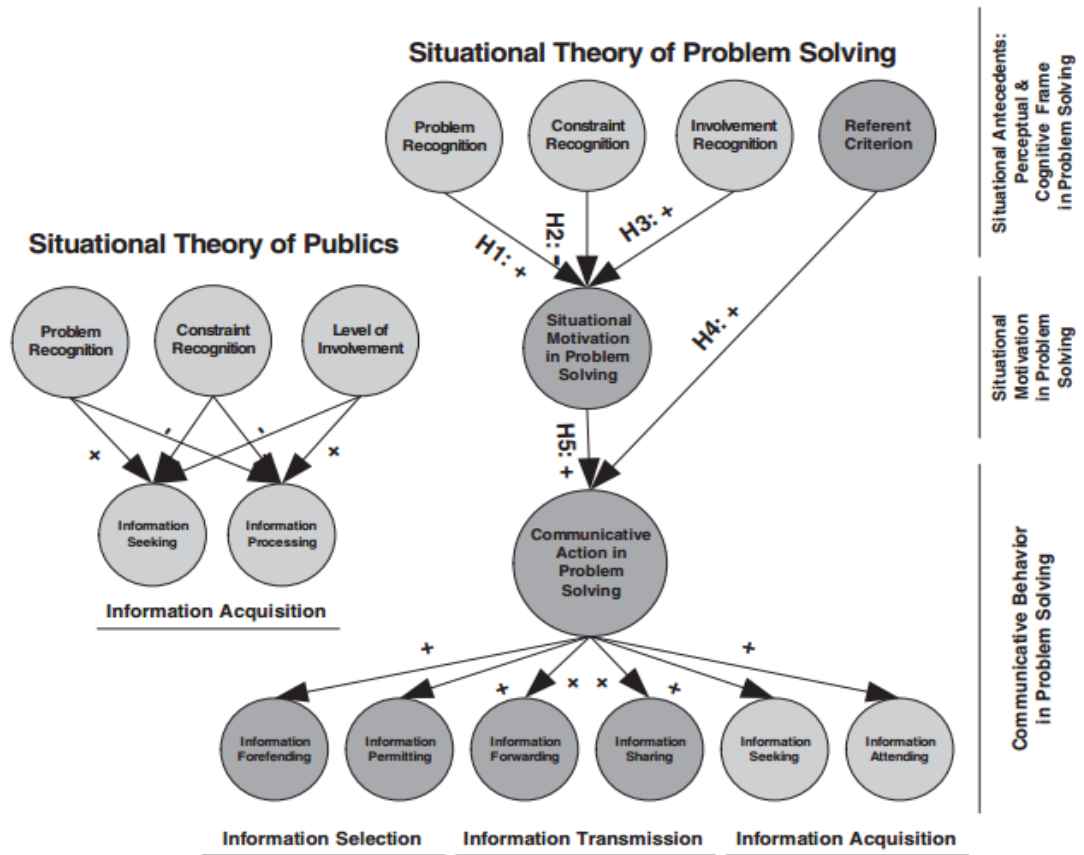 Situational Theory of Problem Solving
Problem
Recognition
Constraint
Recognition
Involvement
Recognition
Referent
Criterion
Situational Antecedents:
Perceptual &
Cognitive Frame
in Problem Solving
H1: +
H2: -
H3: +
H4: +
Situational Theory of Publics
Problem
Recognition
Constraint
Recognition
Level of
Involvement
Situational
Motivation
in Problem
Solving
Situational
Motivation
in Problem
Solving
+
-
-
+
H5: +
Information
Seeking
Information
Processing
Information Acquisition
Communicative
Action in
Problem
Solving
Communicative Behavior
in Problem Solving
+
+
+
+
+
+
Information
Forefending
Information
Permitting
Information
Forwarding
Information
Sharing
Information
Seeking
Information
Attending
Information Selection
Information Transmission
Information Acquisition